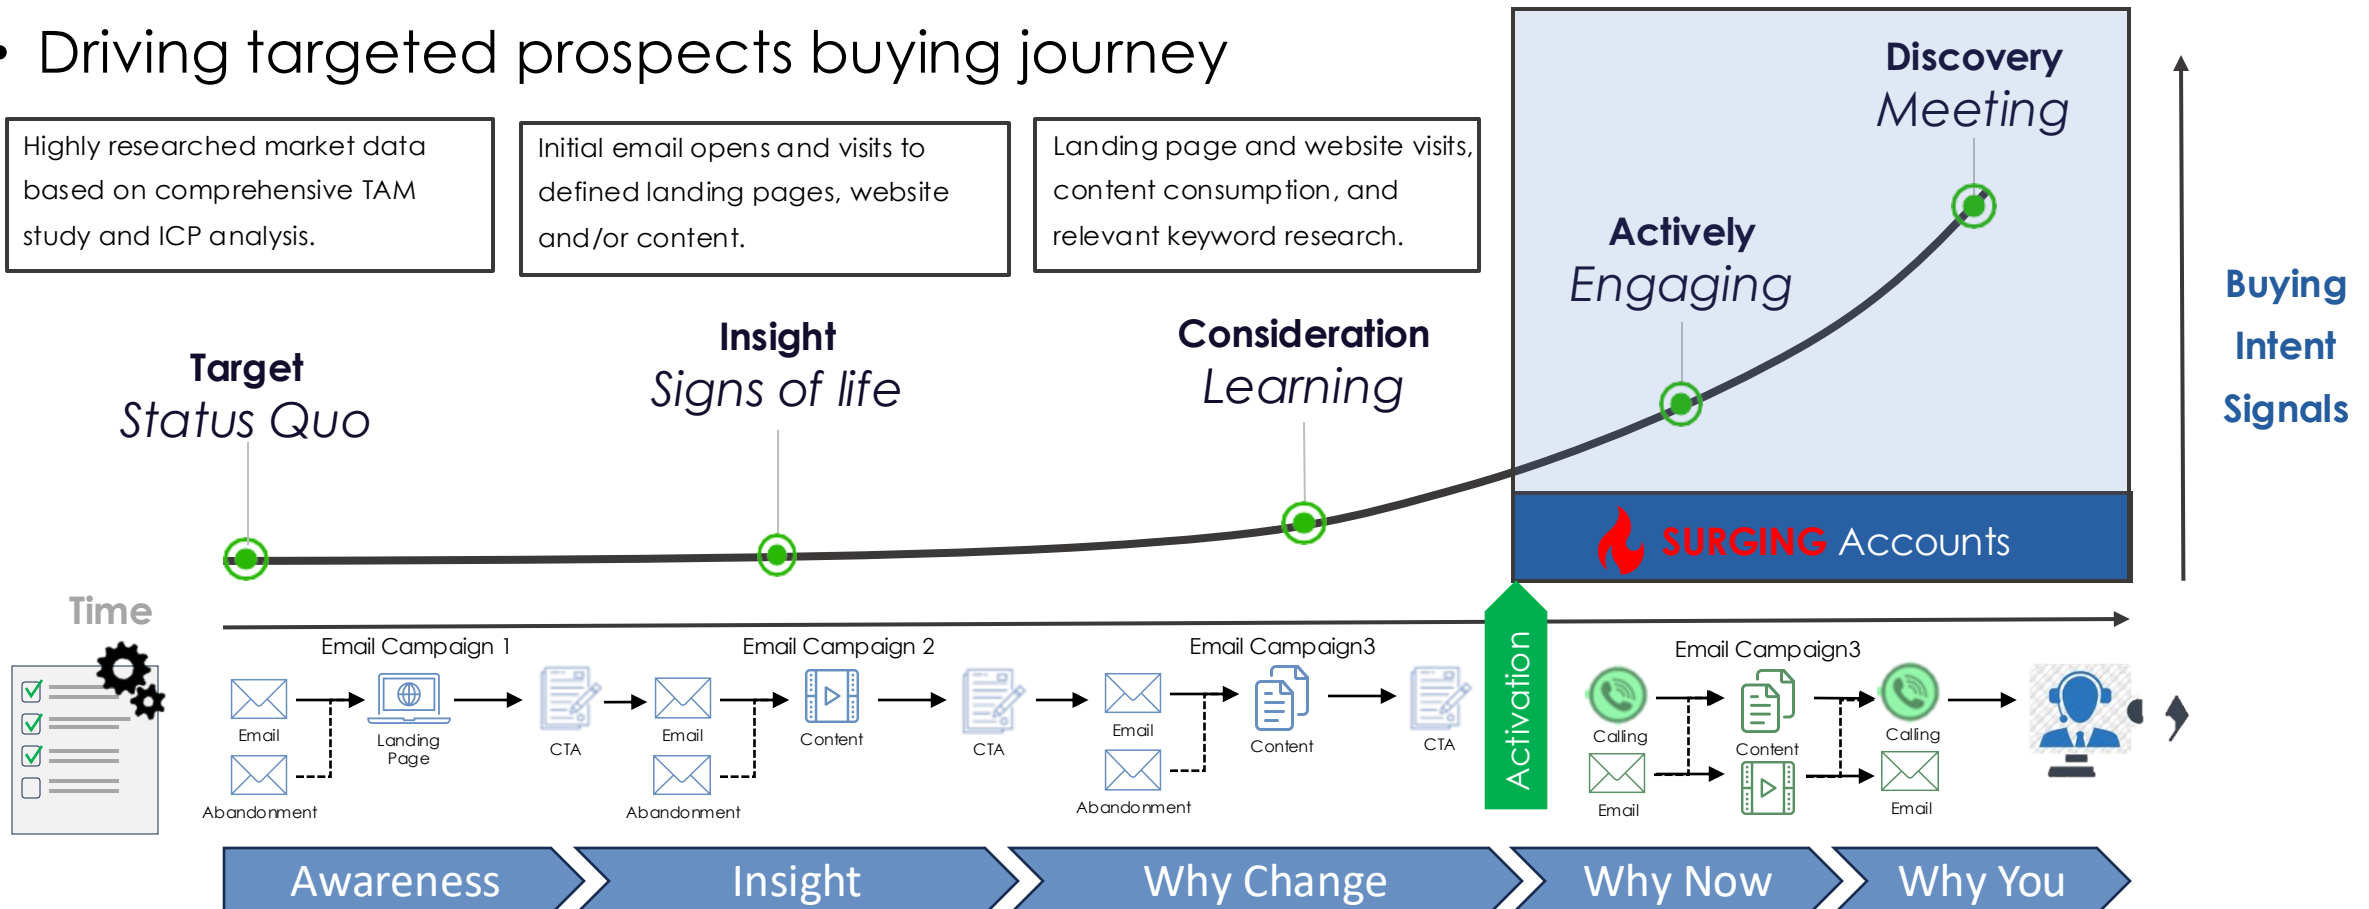 • Driving targeted prospects buying journey
Highly researched market data
based on comprehensive TAM
study and ICP analysis.
Initial email opens and visits to
defined landing pages, website
and/or content.
Landing page and website visits,
content consumption, and
relevant keyword research.
Target
Status Quo
Insight
Signs of life
Consideration
Learning
Actively
Engaging
Discovery
Meeting
Buying
Intent
Signals
SURGING Accounts
Time
Email Campaign 1
Email
Abandonment
Landing
Page
CTA
Email Campaign 2
Email
Abandonment
Content
CTA
Email Campaign3
Email
Abandonment
Content
CTA
Activation
Email Campaign3
Calling
Email
Content
Calling
Email
Awareness
Insight
Why Change
Why Now
Why You